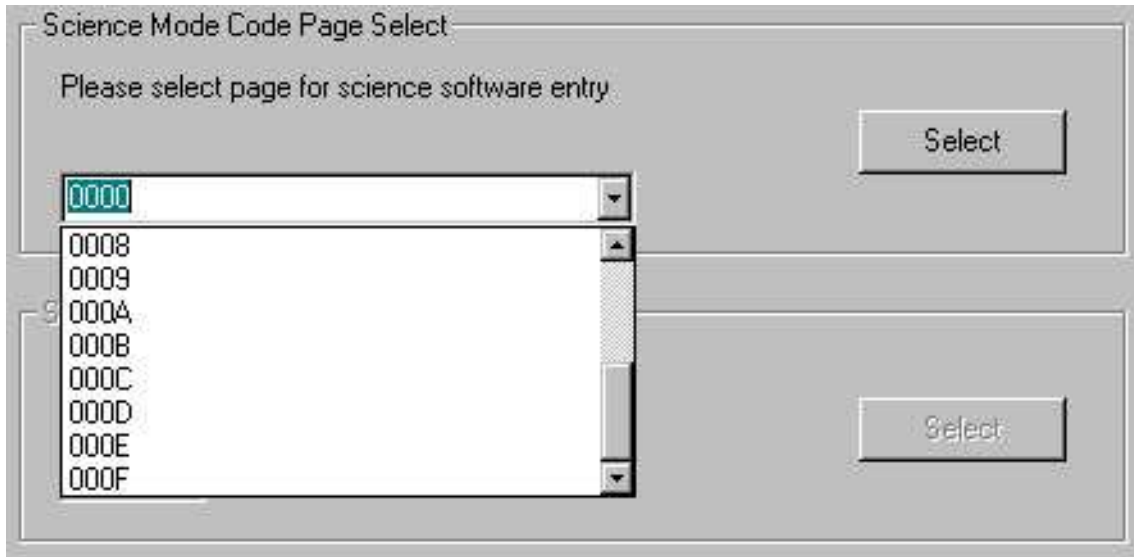 Science Mode Code Page Select
Please select page for science software entry
Select
0000
0008
0009
000A
000B
000C
000D
000E
000F
S
Select